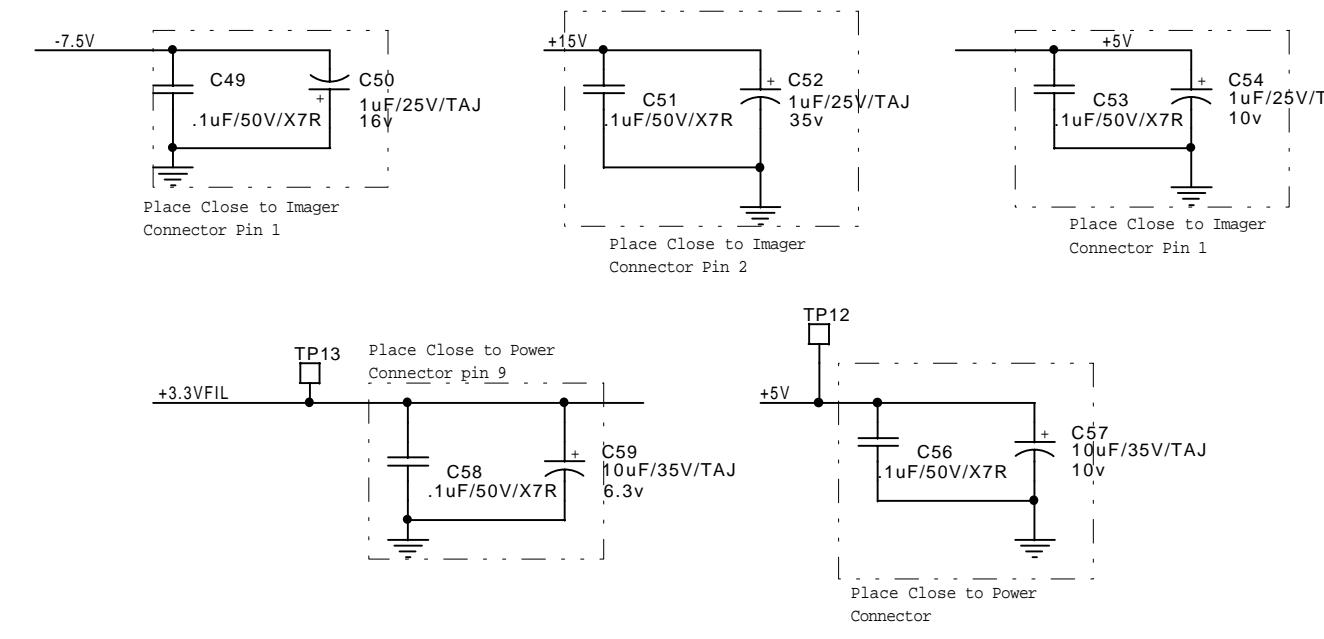 -7.5V
C49
.1uF/50V/X7R
C50
+
1uF/25V/TAJ
16v
Place Close to Imager
Connector Pin 1
+15V
C51
.1uF/50V/X7R
+
C52
1uF/25V/TAJ
35v
Place Close to Imager
Connector Pin 2
+5V
C53
.1uF/50V/X7R
+
C54
1uF/25V/T
10v
Place Close to Imager
Connector Pin 1
TP13
Place Close to Power
Connector pin 9
+3.3VFIL
C58
.1uF/50V/X7R
+
C59
10uF/35V/TAJ
6.3v
TP12
+5V
C56
.1uF/50V/X7R
+
C57
10uF/35V/TAJ
10v
Place Close to Power
Connector